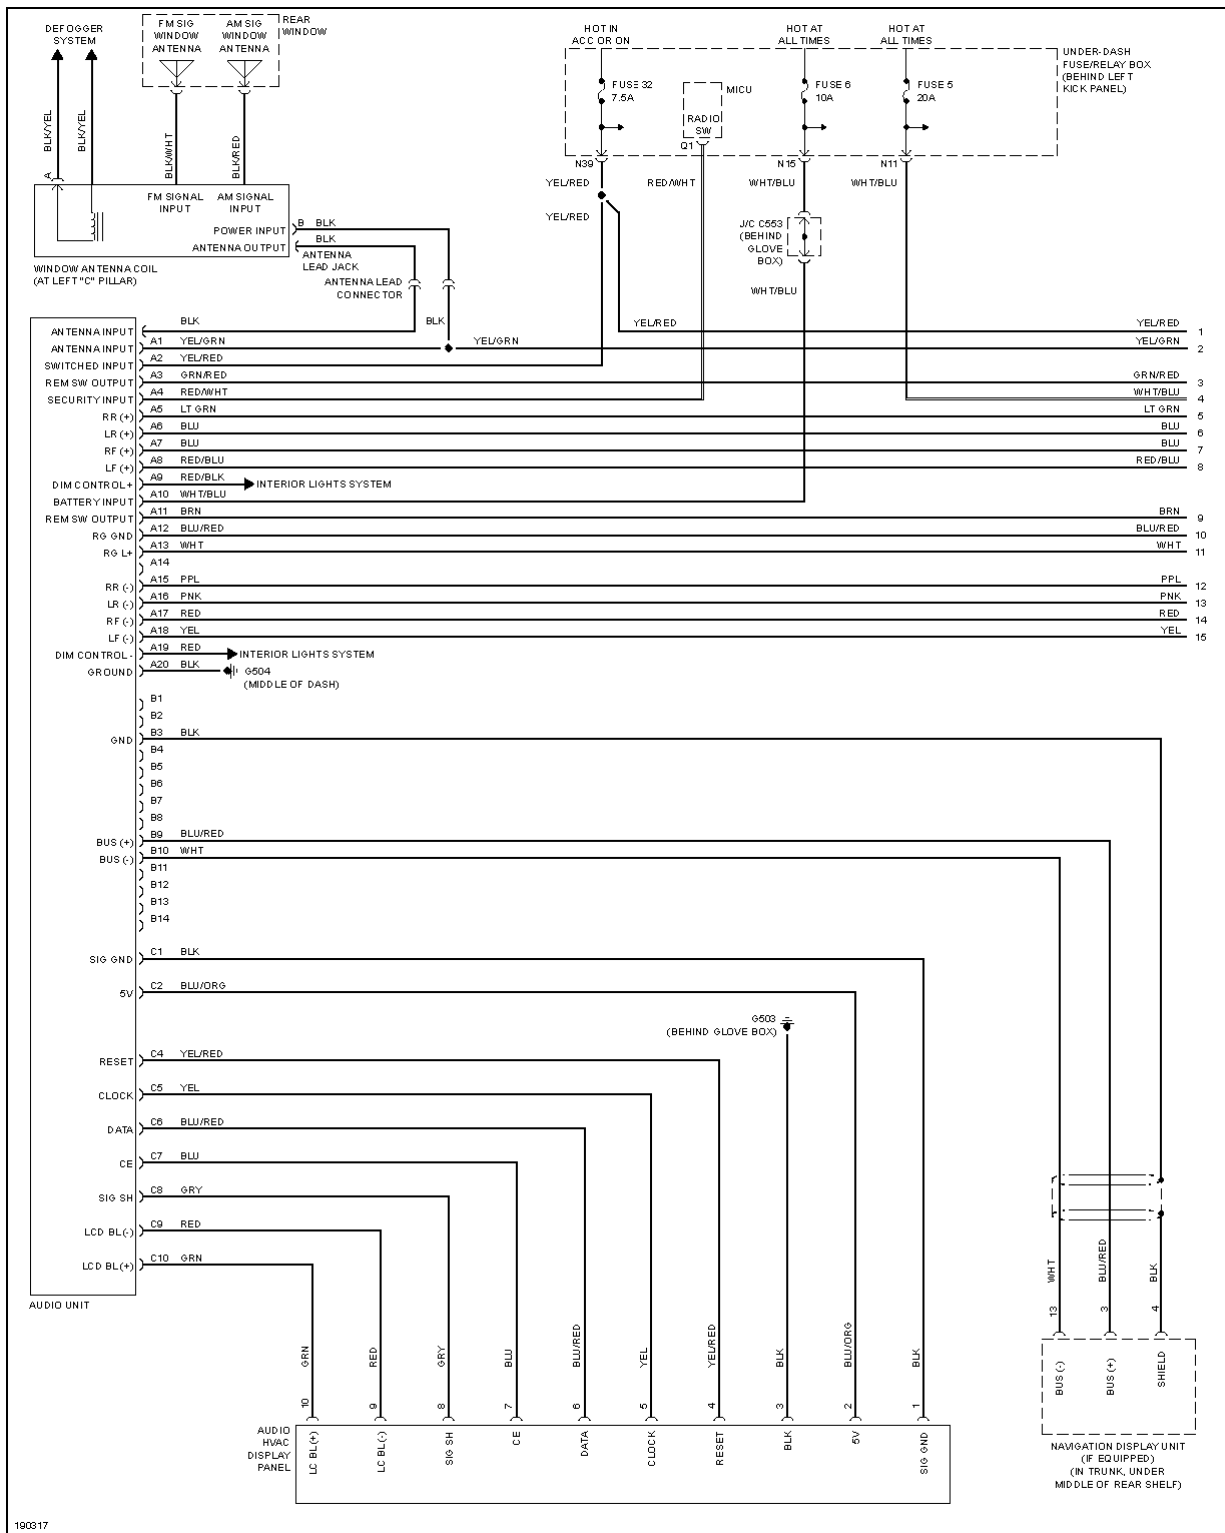 DEFOGGER
SYSTEM
FM SIG
WINDOW
ANTENNA
AM SIG
WINDOW
ANTENNA
REAR
WINDOW
HOT IN
ACC OR ON
HOT AT
ALL TIMES
HOT AT
ALL TIMES
UNDER-DASH
FUSE/RELAY BOX
(BEHIND LEFT
KICK PANEL)
FUSE 32
7.5A
MICU
RADIO
SW
FUSE 6
10A
FUSE 5
20A
BLK/YEL
BLK/YEL
BLK/WHT
BLK/RED
A
N39
Q1
N15
N11
YEL/RED
RED/WHT
WHT/BLU
WHT/BLU
YEL/RED
FM SIGNAL
INPUT
AM SIGNAL
INPUT
POWER INPUT
B BLK
ANTENNA OUTPUT
BLK
ANTENNA
LEAD JACK
J/C C553
(BEHIND
GLOVE
BOX)
WINDOW ANTENNA COIL
(AT LEFT "C" PILLAR)
ANTENNA LEAD
CONNECTOR
WHT/BLU
ANTENNA INPUT BLK BLK YEL/RED YEL/RED 1
ANTENNA INPUT A1 YEL/GRN YEL/GRN YEL/GRN 2
SWITCHED INPUT A2 YEL/RED
REM SW OUTPUT A3 GRN/RED GRN/RED 3
SECURITY INPUT A4 RED/WHT WHT/BLU 4
RR (+) A5 LT GRN LT GRN 5
LR (+) A6 BLU BLU 6
RF (+) A7 BLU BLU 7
LF (+) A8 RED/BLU RED/BLU 8
DIM CONTROL+ A9 RED/BLK INTERIOR LIGHTS SYSTEM
BATTERY INPUT A10 WHT/BLU
REM SW OUTPUT A11 BRN BRN 9
RG GND A12 BLU/RED BLU/RED 10
RG L+ A13 WHT WHT 11
A14
RR (-) A15 PPL PPL 12
LR (-) A16 PNK PNK 13
RF (-) A17 RED RED 14
LF (-) A18 YEL YEL 15
DIM CONTROL - A19 RED INTERIOR LIGHTS SYSTEM
GROUND A20 BLK G504
(MIDDLE OF DASH)
B1
B2
GND B3 BLK
B4
B5
B6
B7
B8
BUS (+) B9 BLU/RED
BUS (-) B10 WHT
B11
B12
B13
B14
SIG GND C1 BLK
5V C2 BLU/ORG
G503
(BEHIND GLOVE BOX)
RESET C4 YEL/RED
CLOCK C5 YEL
DATA C6 BLU/RED
CE C7 BLU
SIG SH C8 GRY
LCD BL(-) C9 RED
LCD BL(+) C10 GRN
AUDIO UNIT
WHT
BLU/RED
BLK
13
3
4
BUS (-)
BUS (+)
SHIELD
GRN
RED
GRY
BLU
BLU/RED
YEL
YEL/RED
BLK
BLU/ORG
BLK
10
9
8
7
6
5
4
3
2
1
AUDIO
HVAC
DISPLAY
PANEL
LC BL(+)
LC BL(-)
SIG SH
CE
DATA
CLOCK
RESET
BLK
5V
SIG GND
NAVIGATION DISPLAY UNIT
(IF EQUIPPED)
(IN TRUNK, UNDER
MIDDLE OF REAR SHELF)
190317